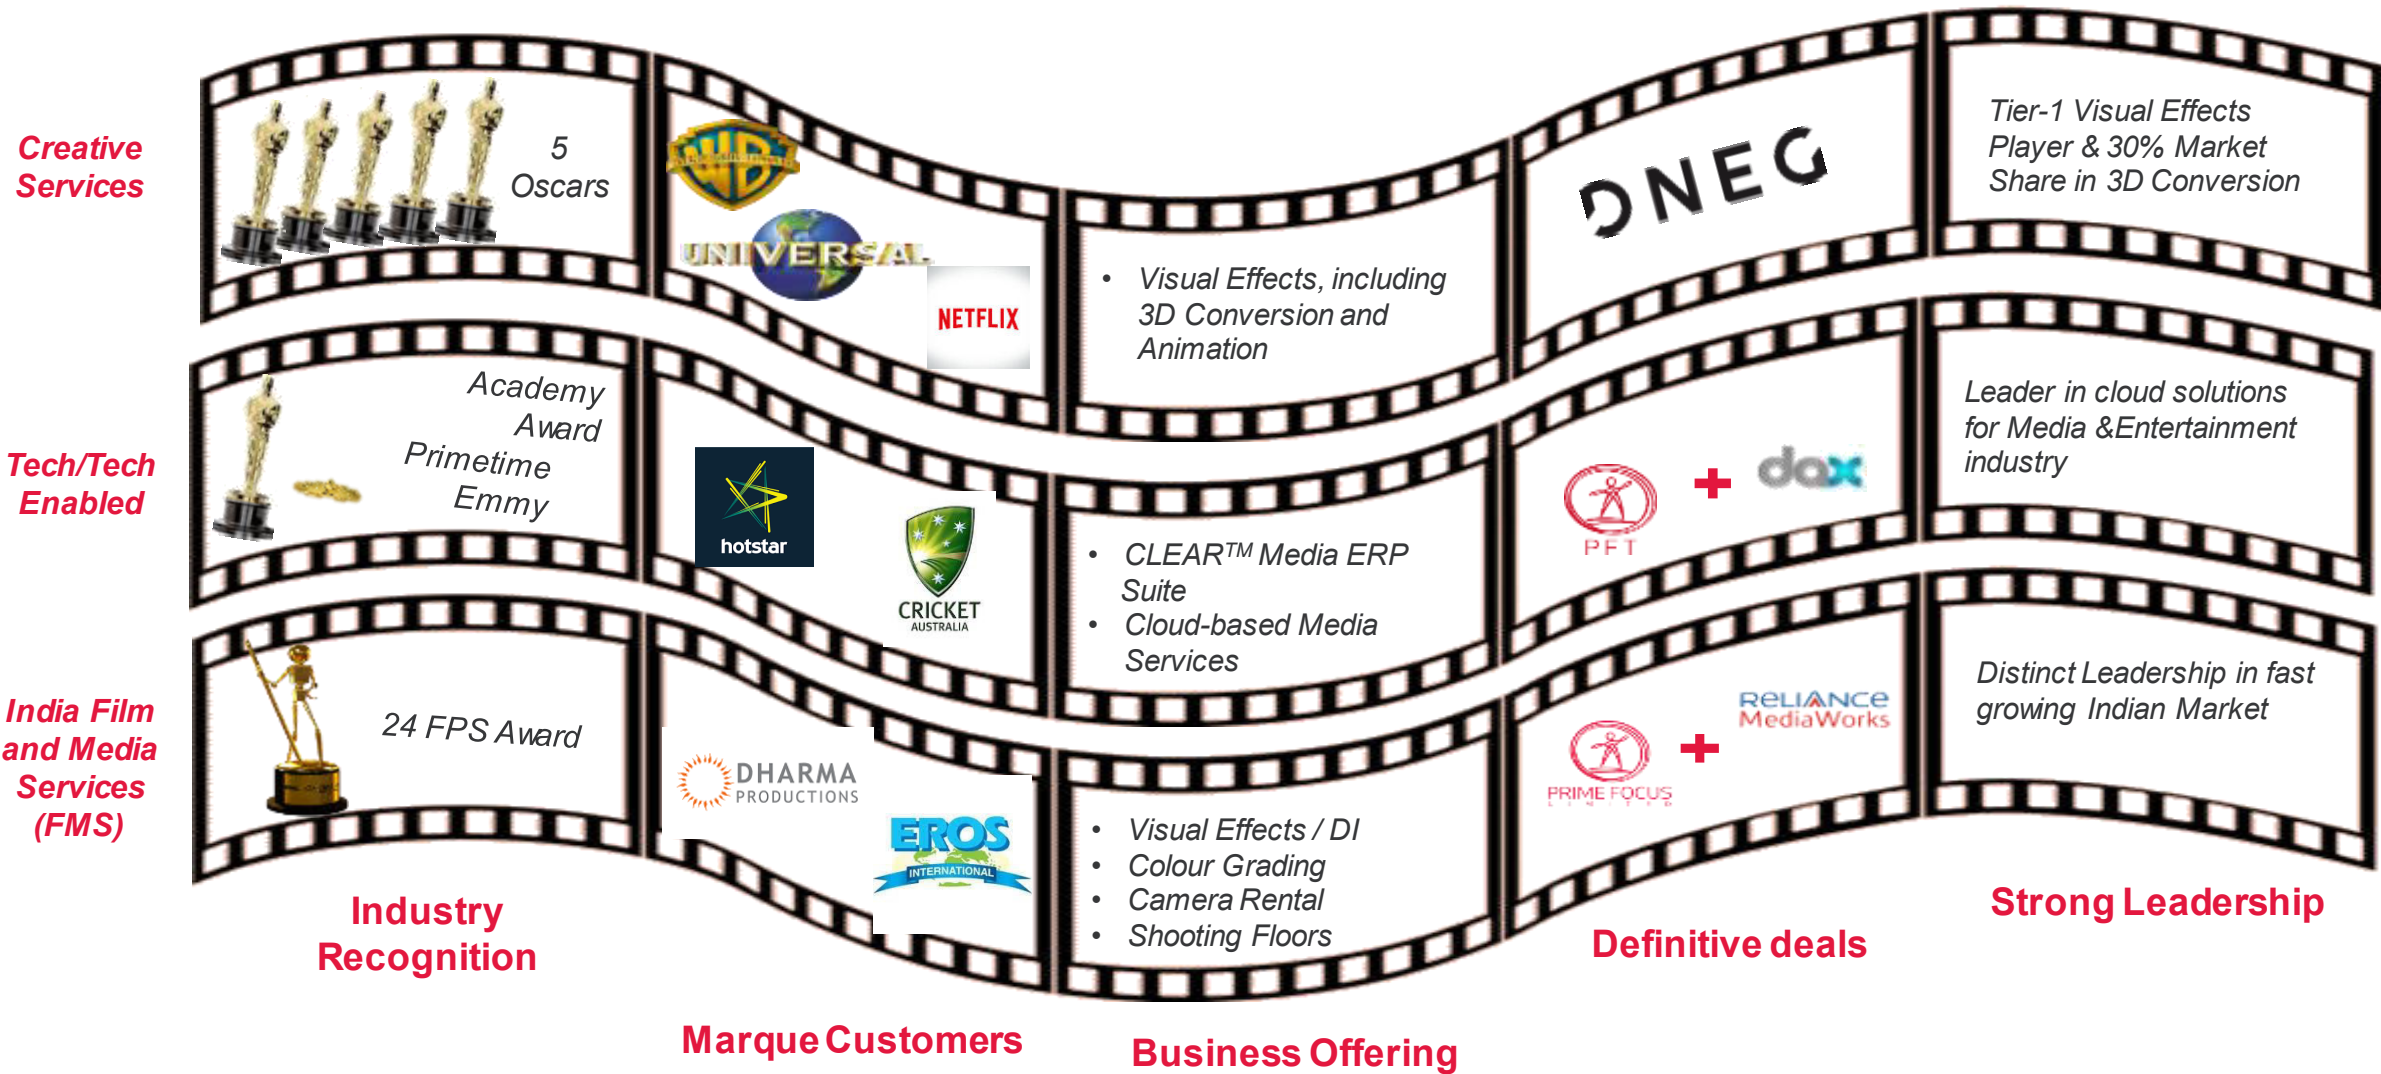 Creative
Services
5
Oscars
WB
UNIVERSAL
NETFLIX
• Visual Effects, including
3D Conversion and
Animation
DNEG
Tier-1 Visual Effects
Player & 30% Market
Share in 3D Conversion
Tech/Tech
Enabled
Academy
Award
Primetime
Emmy
hotstar
CRICKET
AUSTRALIA
• CLEAR™ Media ERP
Suite
• Cloud-based Media
Services
PFT
+
dax
Leader in cloud solutions
for Media &Entertainment
industry
India Film
and Media
Services
(FMS)
24 FPS Award
DHARMA
PRODUCTIONS
EROS
INTERNATIONAL
• Visual Effects / DI
• Colour Grading
• Camera Rental
• Shooting Floors
PRIME FOCUS
LIMITED
+
RELIANCE
MediaWorks
Distinct Leadership in fast
growing Indian Market
Industry
Recognition
Marque Customers
Business Offering
Definitive deals
Strong Leadership